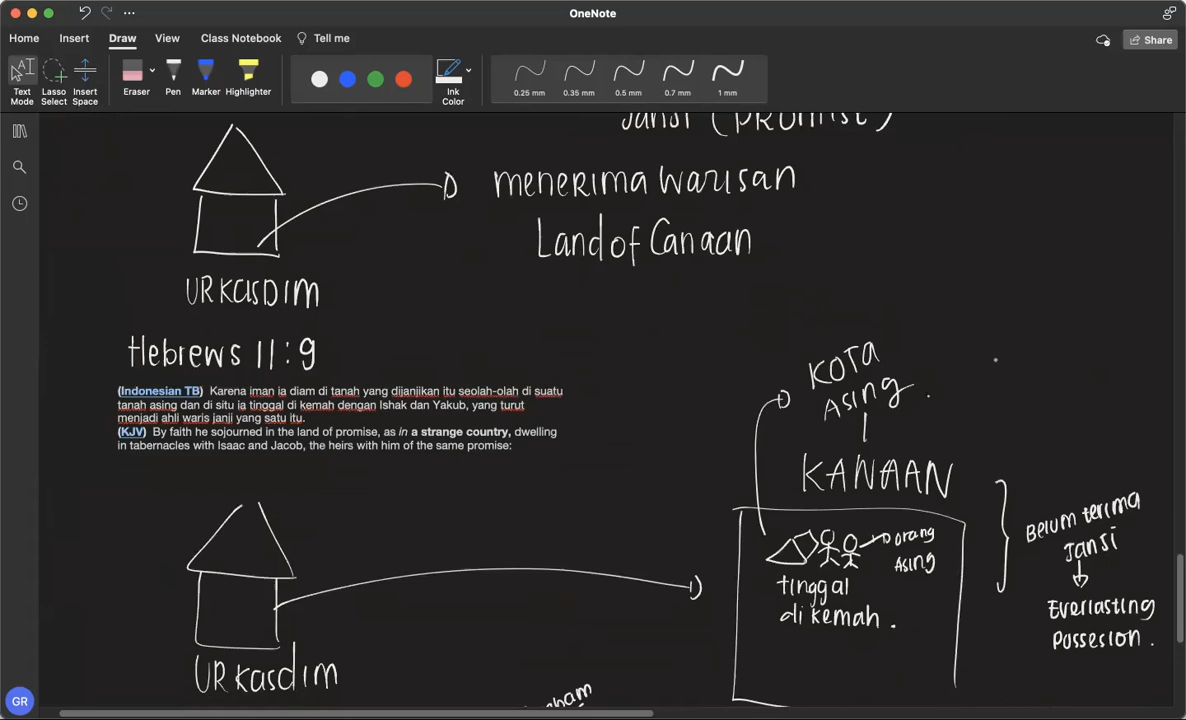 OneNote
Home Insert Draw View Class Notebook Tell me
Share
Text Mode
Lasso Select
Insert Space
Eraser
Pen
Marker
Highlighter
Ink Color
0.25 mm 0.35 mm 0.5 mm 0.7 mm 1 mm
Janji (PROMISE)
menerima warisan
Land of Canaan
UR KasDIM
Hebrews 11:9
(Indonesian TB) Karena iman ia diam di tanah yang dijanjikan itu seolah-olah di suatu
tanah asing dan di situ ia tinggal di kemah dengan Ishak dan Yakub, yang turut
menjadi ahli waris janji yang satu itu.
(KJV) By faith he sojourned in the land of promise, as in a strange country, dwelling
in tabernacles with Isaac and Jacob, the heirs with him of the same promise:
KOTA
Asing.
KANAAN
orang
Asing
tinggal
di kemah.
Belum terima
Janji
Everlasting
Possesion.
UR Kasdim
GR